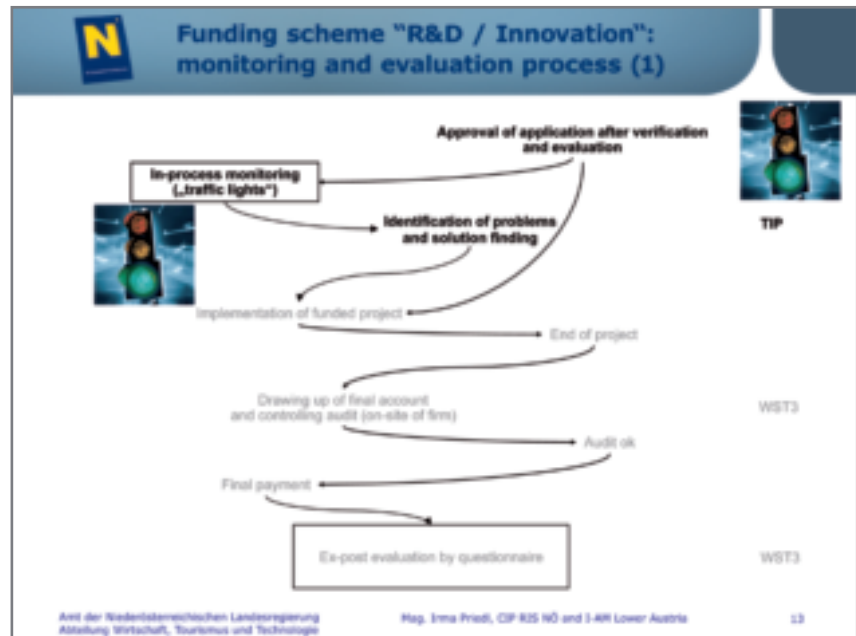 N
Funding scheme "R&D / Innovation":
monitoring and evaluation process (1)
Approval of application after verification
and evaluation
In-process monitoring
(„traffic lights“)
Identification of problems
and solution finding
TIP
Implementation of funded project
End of project
Drawing up of final account
and controlling audit (on-site of firm)
WST3
Audit ok
Final payment
Ex-post evaluation by questionnaire
WST3
Amt der Niederösterreichischen Landesregierung
Abteilung Wirtschaft, Tourismus und Technologie
Mag. Irma Priedl, CIP RIS NÖ and I-AM Lower Austria
13